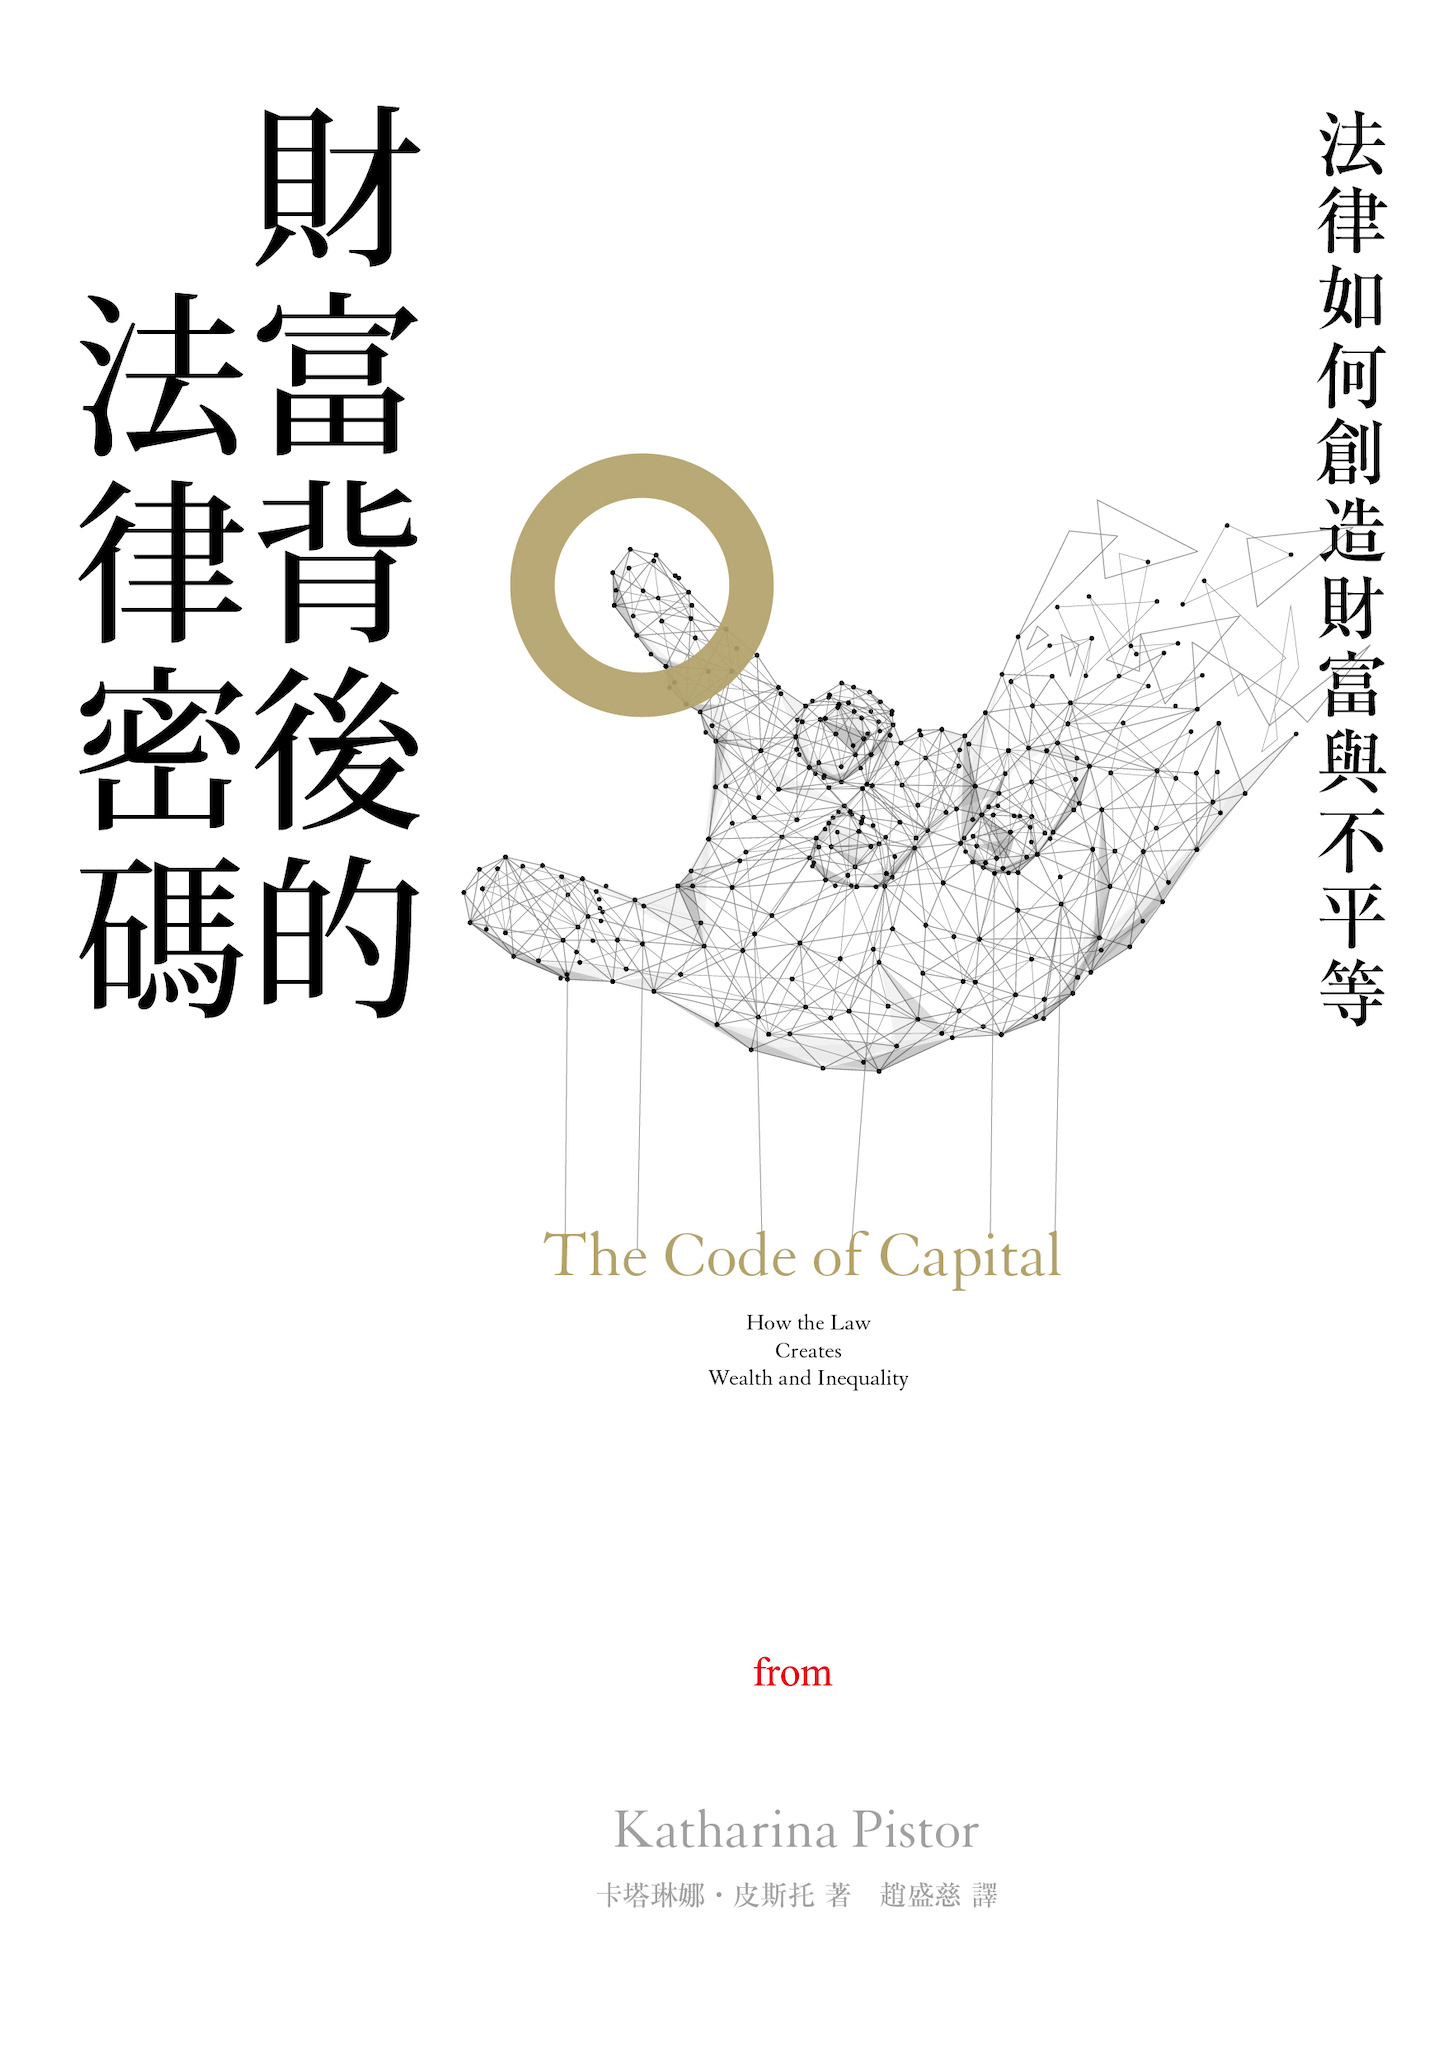 法律如何創造財富與不平等
財富背後的
法律密碼
The Code of Capital
How the Law
Creates
Wealth and Inequality
from
Katharina Pistor
卡塔琳娜・皮斯托 著　趙盛慈 譯